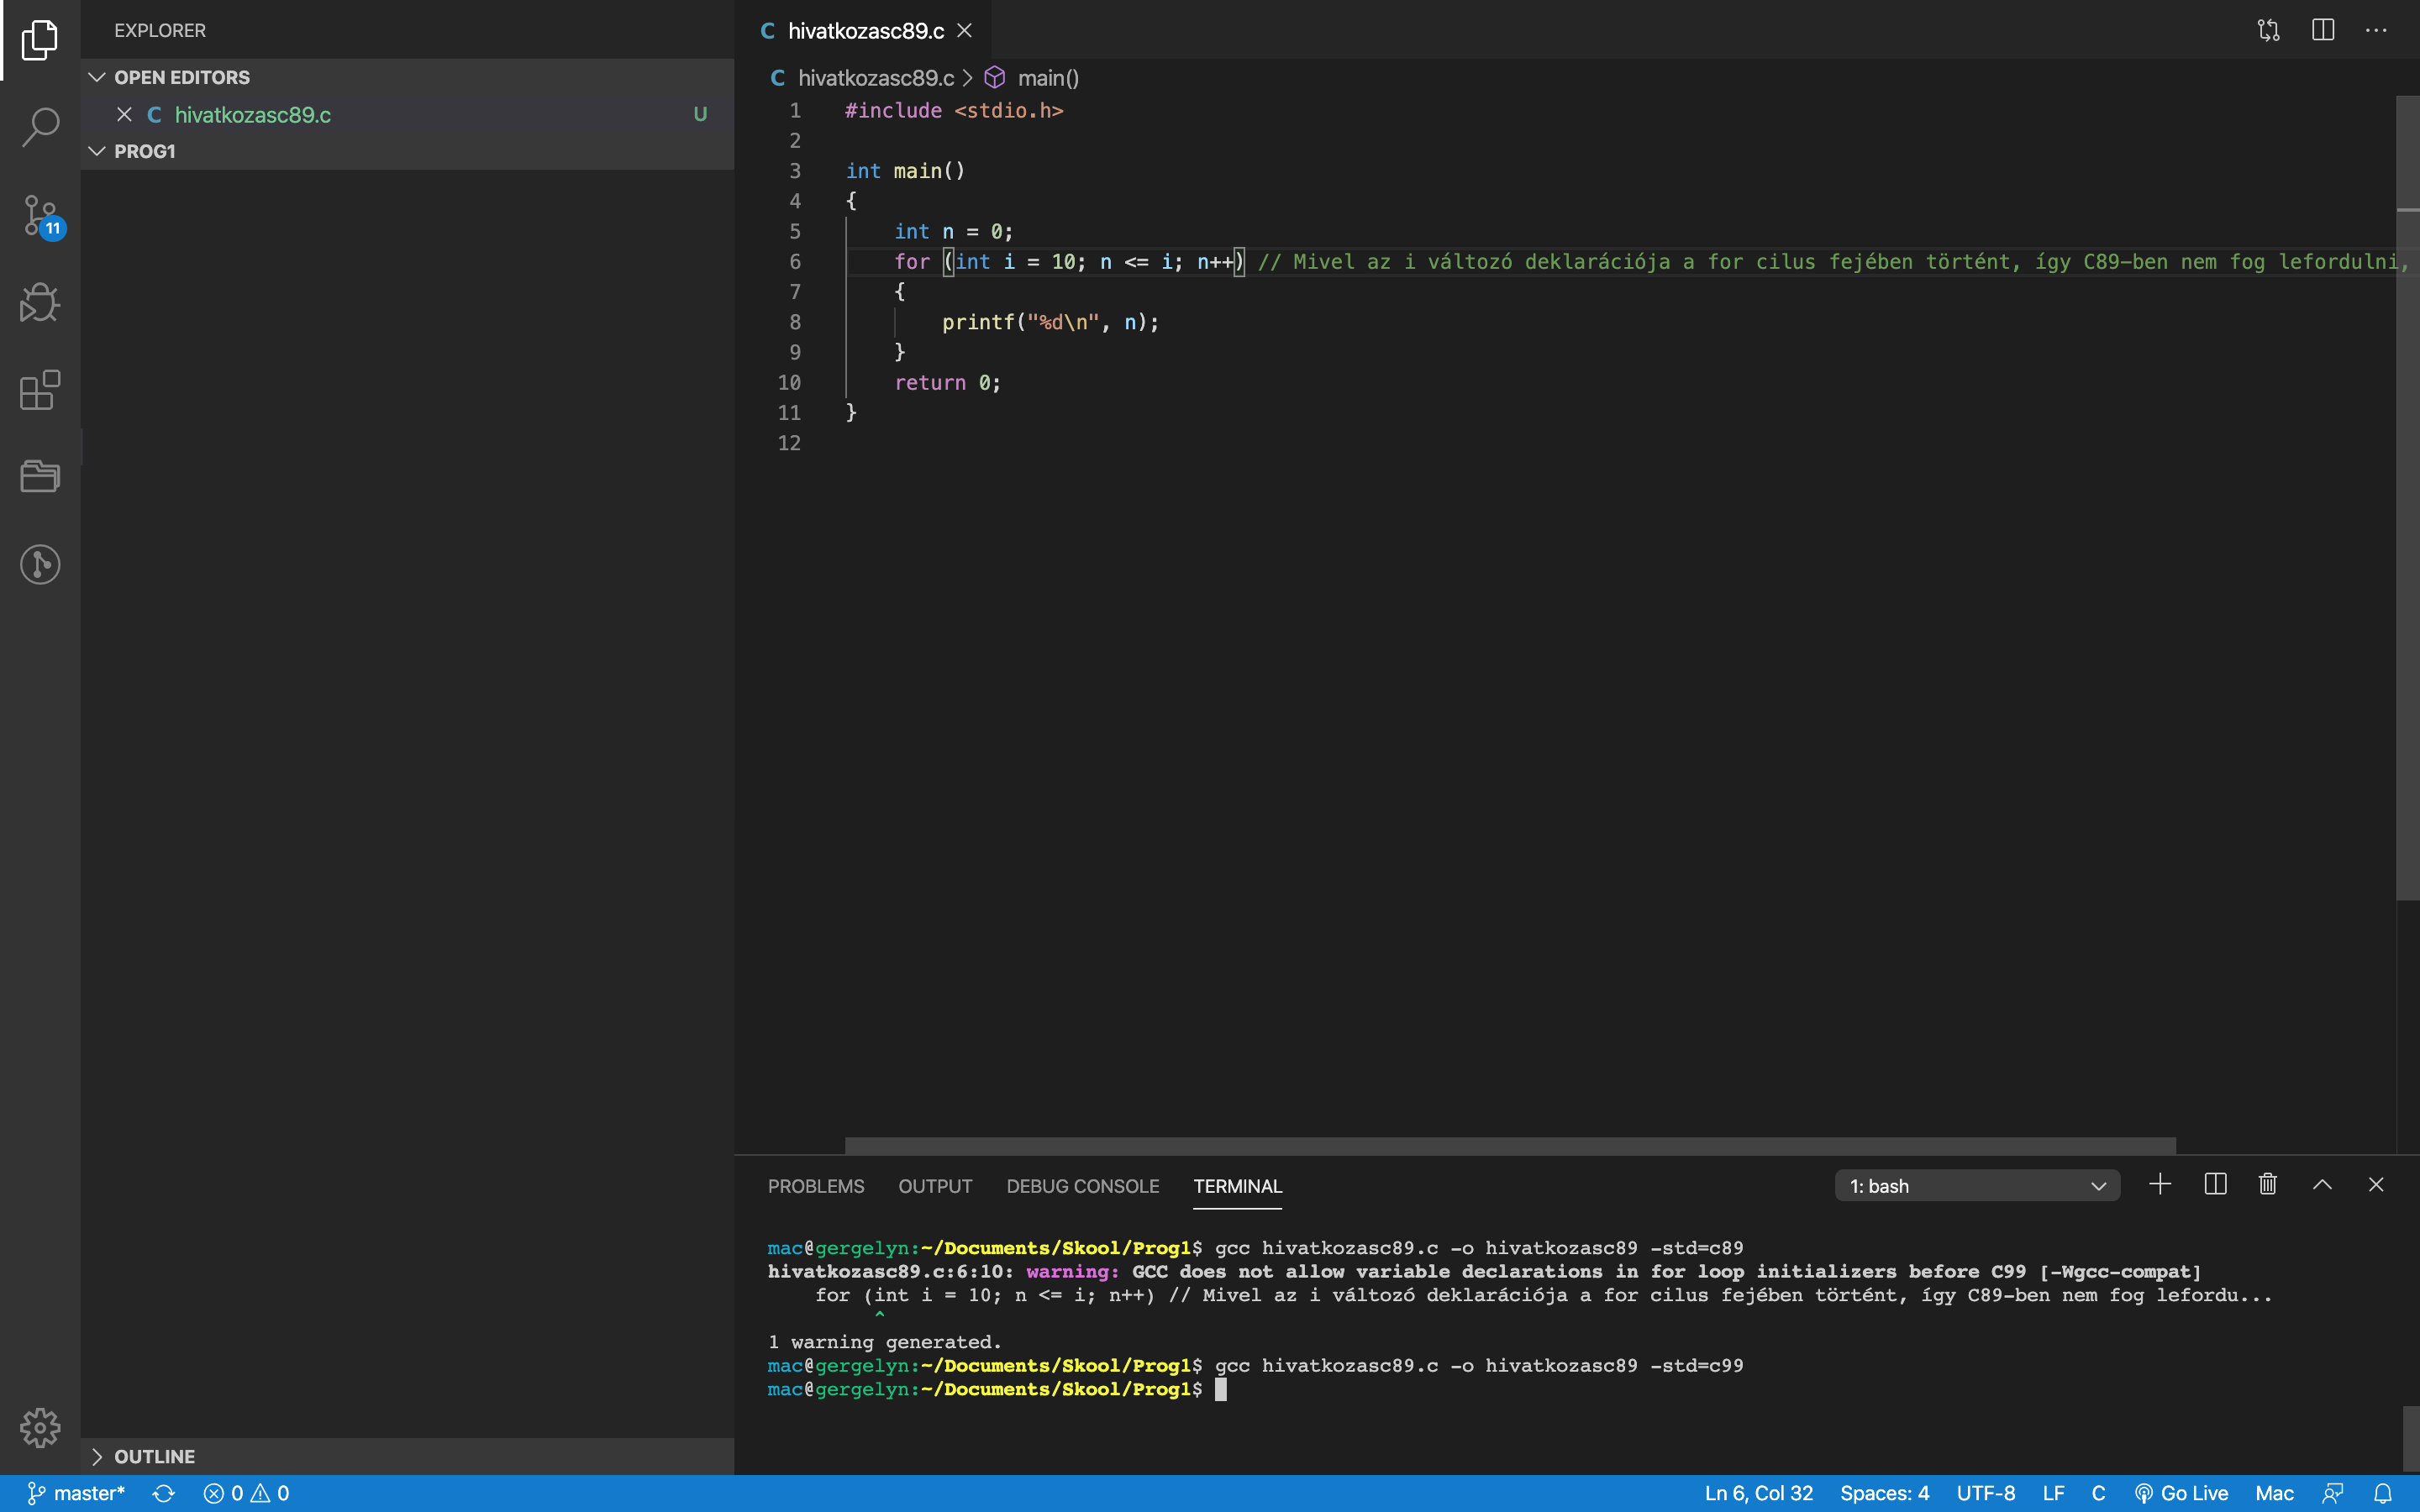 EXPLORER
OPEN EDITORS
C hivatkozasc89.c U
PROG1
11
OUTLINE
C hivatkozasc89.c
C hivatkozasc89.c > main()
1 #include <stdio.h>
2
3 int main()
4 {
5 int n = 0;
6 for (int i = 10; n <= i; n++) // Mivel az i változó deklarációja a for cilus fejében történt, így C89-ben nem fog lefordulni,
7 {
8 printf("%d\n", n);
9 }
10 return 0;
11 }
12
PROBLEMS OUTPUT DEBUG CONSOLE TERMINAL 1: bash
mac@gergelyn:~/Documents/Skool/Prog1$ gcc hivatkozasc89.c -o hivatkozasc89 -std=c89
hivatkozasc89.c:6:10: warning: GCC does not allow variable declarations in for loop initializers before C99 [-Wgcc-compat]
for (int i = 10; n <= i; n++) // Mivel az i változó deklarációja a for cilus fejében történt, így C89-ben nem fog lefordu...
^
1 warning generated.
mac@gergelyn:~/Documents/Skool/Prog1$ gcc hivatkozasc89.c -o hivatkozasc89 -std=c99
mac@gergelyn:~/Documents/Skool/Prog1$
master* 0 0 Ln 6, Col 32 Spaces: 4 UTF-8 LF C Go Live Mac